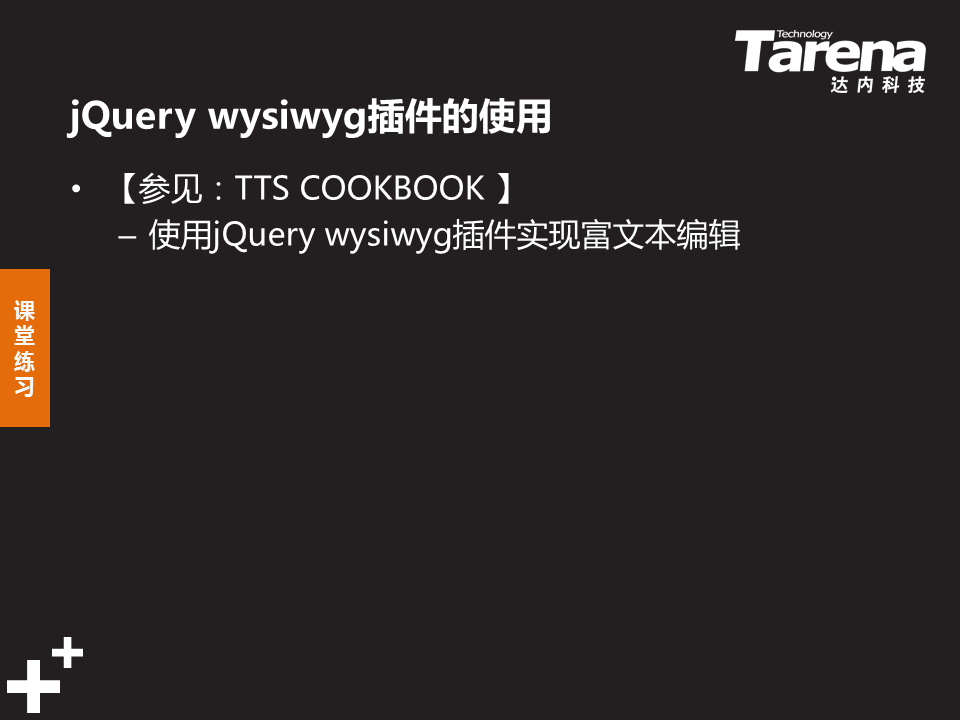 Technology
Tarena
达内科技
jQuery wysiwyg插件的使用
• 【参见：TTS COOKBOOK 】
– 使用jQuery wysiwyg插件实现富文本编辑
课堂练习